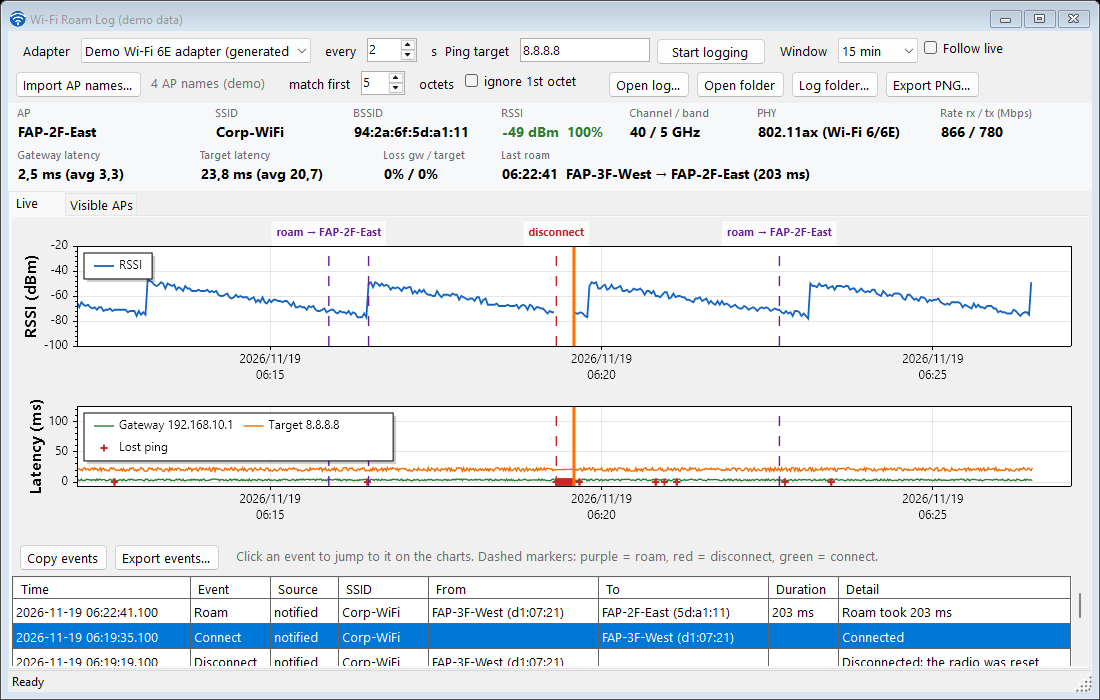 Wi-Fi Roam Log (demo data)
Adapter Demo Wi-Fi 6E adapter (generated every 2 s Ping target 8.8.8.8 Start logging Window 15 min Follow live
Import AP names... 4 AP names (demo) match first 5 octets ignore 1st octet Open log... Open folder Log folder... Export PNG...
AP SSID BSSID RSSI Channel / band PHY Rate rx / tx (Mbps)
FAP-2F-East Corp-WiFi 94:2a:6f:5d:a1:11 -49 dBm 100% 40 / 5 GHz 802.11ax (Wi-Fi 6/6E) 866 / 780
Gateway latency Target latency Loss gw / target Last roam
2,5 ms (avg 3,3) 23,8 ms (avg 20,7) 0% / 0% 06:22:41 FAP-3F-West → FAP-2F-East (203 ms)
Live Visible APs
roam → FAP-2F-East disconnect roam → FAP-2F-East
RSSI (dBm)
-20
-40
-60
-80
-100
RSSI
2026/11/19 2026/11/19 2026/11/19
06:15 06:20 06:25
Latency (ms)
100
50
0
Gateway 192.168.10.1 Target 8.8.8.8
Lost ping
2026/11/19 2026/11/19 2026/11/19
06:15 06:20 06:25
Copy events Export events... Click an event to jump to it on the charts. Dashed markers: purple = roam, red = disconnect, green = connect.
Time Event Source SSID From To Duration Detail
2026-11-19 06:22:41.100 Roam notified Corp-WiFi FAP-3F-West (d1:07:21) FAP-2F-East (5d:a1:11) 203 ms Roam took 203 ms
2026-11-19 06:19:35.100 Connect notified Corp-WiFi FAP-3F-West (d1:07:21) Connected
2026-11-19 06:19:19.100 Disconnect notified Corp-WiFi FAP-3F-West (d1:07:21) Disconnected: the radio was reset
Ready